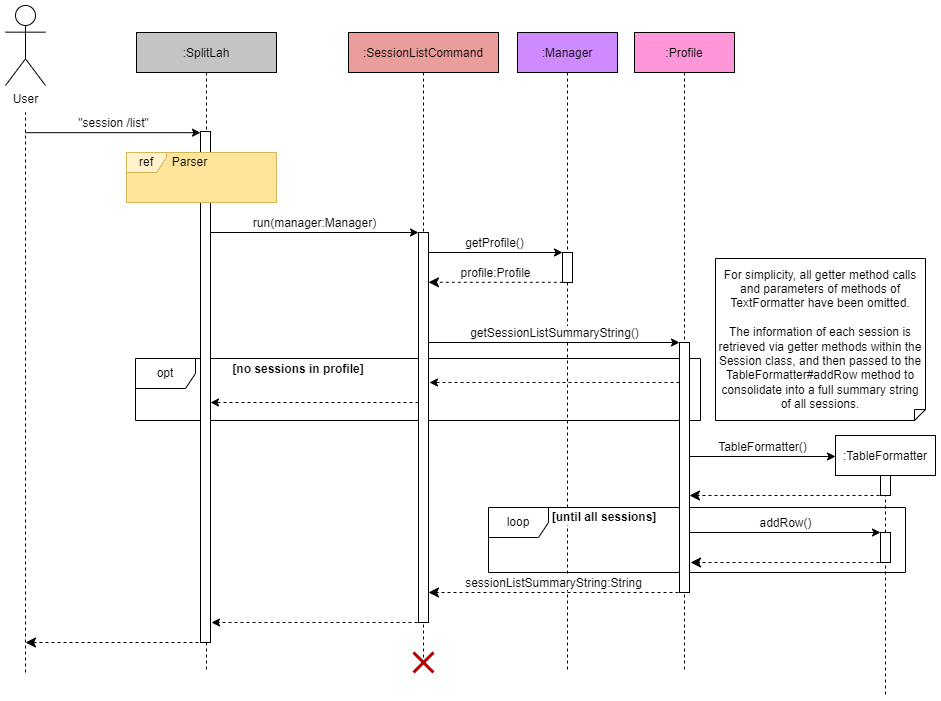 :SplitLah
:SessionListCommand
:Manager
:Profile
User
"session /list"
ref
Parser
run(manager:Manager)
getProfile()
profile:Profile
For simplicity, all getter method calls
and parameters of methods of
TextFormatter have been omitted.
The information of each session is
retrieved via getter methods within the
Session class, and then passed to the
TableFormatter#addRow method to
consolidate into a full summary string
of all sessions.
getSessionListSummaryString()
opt
[no sessions in profile]
TableFormatter()
:TableFormatter
loop
[until all sessions]
addRow()
sessionListSummaryString:String